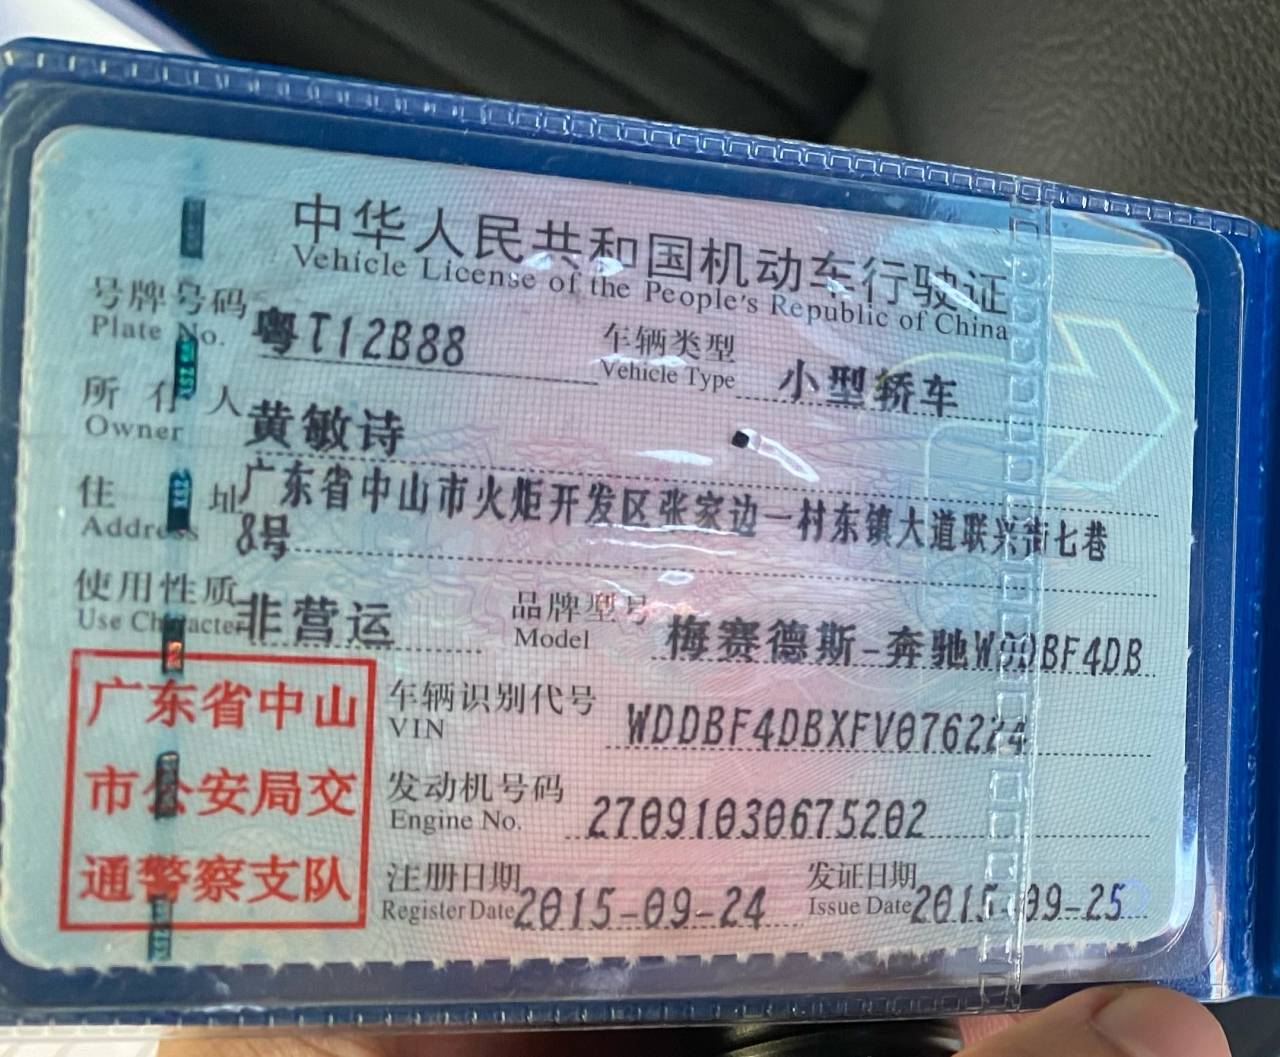 中华人民共和国机动车行驶证
Vehicle License of the People's Republic of China
号牌号码 粤T12B88 车辆类型 小型轿车
Plate No. Vehicle Type
所有人 黄敏诗
Owner
住址 广东省中山市火炬开发区张家边一村东镇大道联兴街七巷
Address 8号
使用性质 非营运 品牌型号 梅赛德斯-奔驰WDDBF4DB
Use Character Model
广东省中山
市公安局交
通警察支队
车辆识别代号 WDDBF4DBXFV076224
VIN
发动机号码 27091030675202
Engine No.
注册日期 2015-09-24 发证日期 2015-09-25
Register Date Issue Date